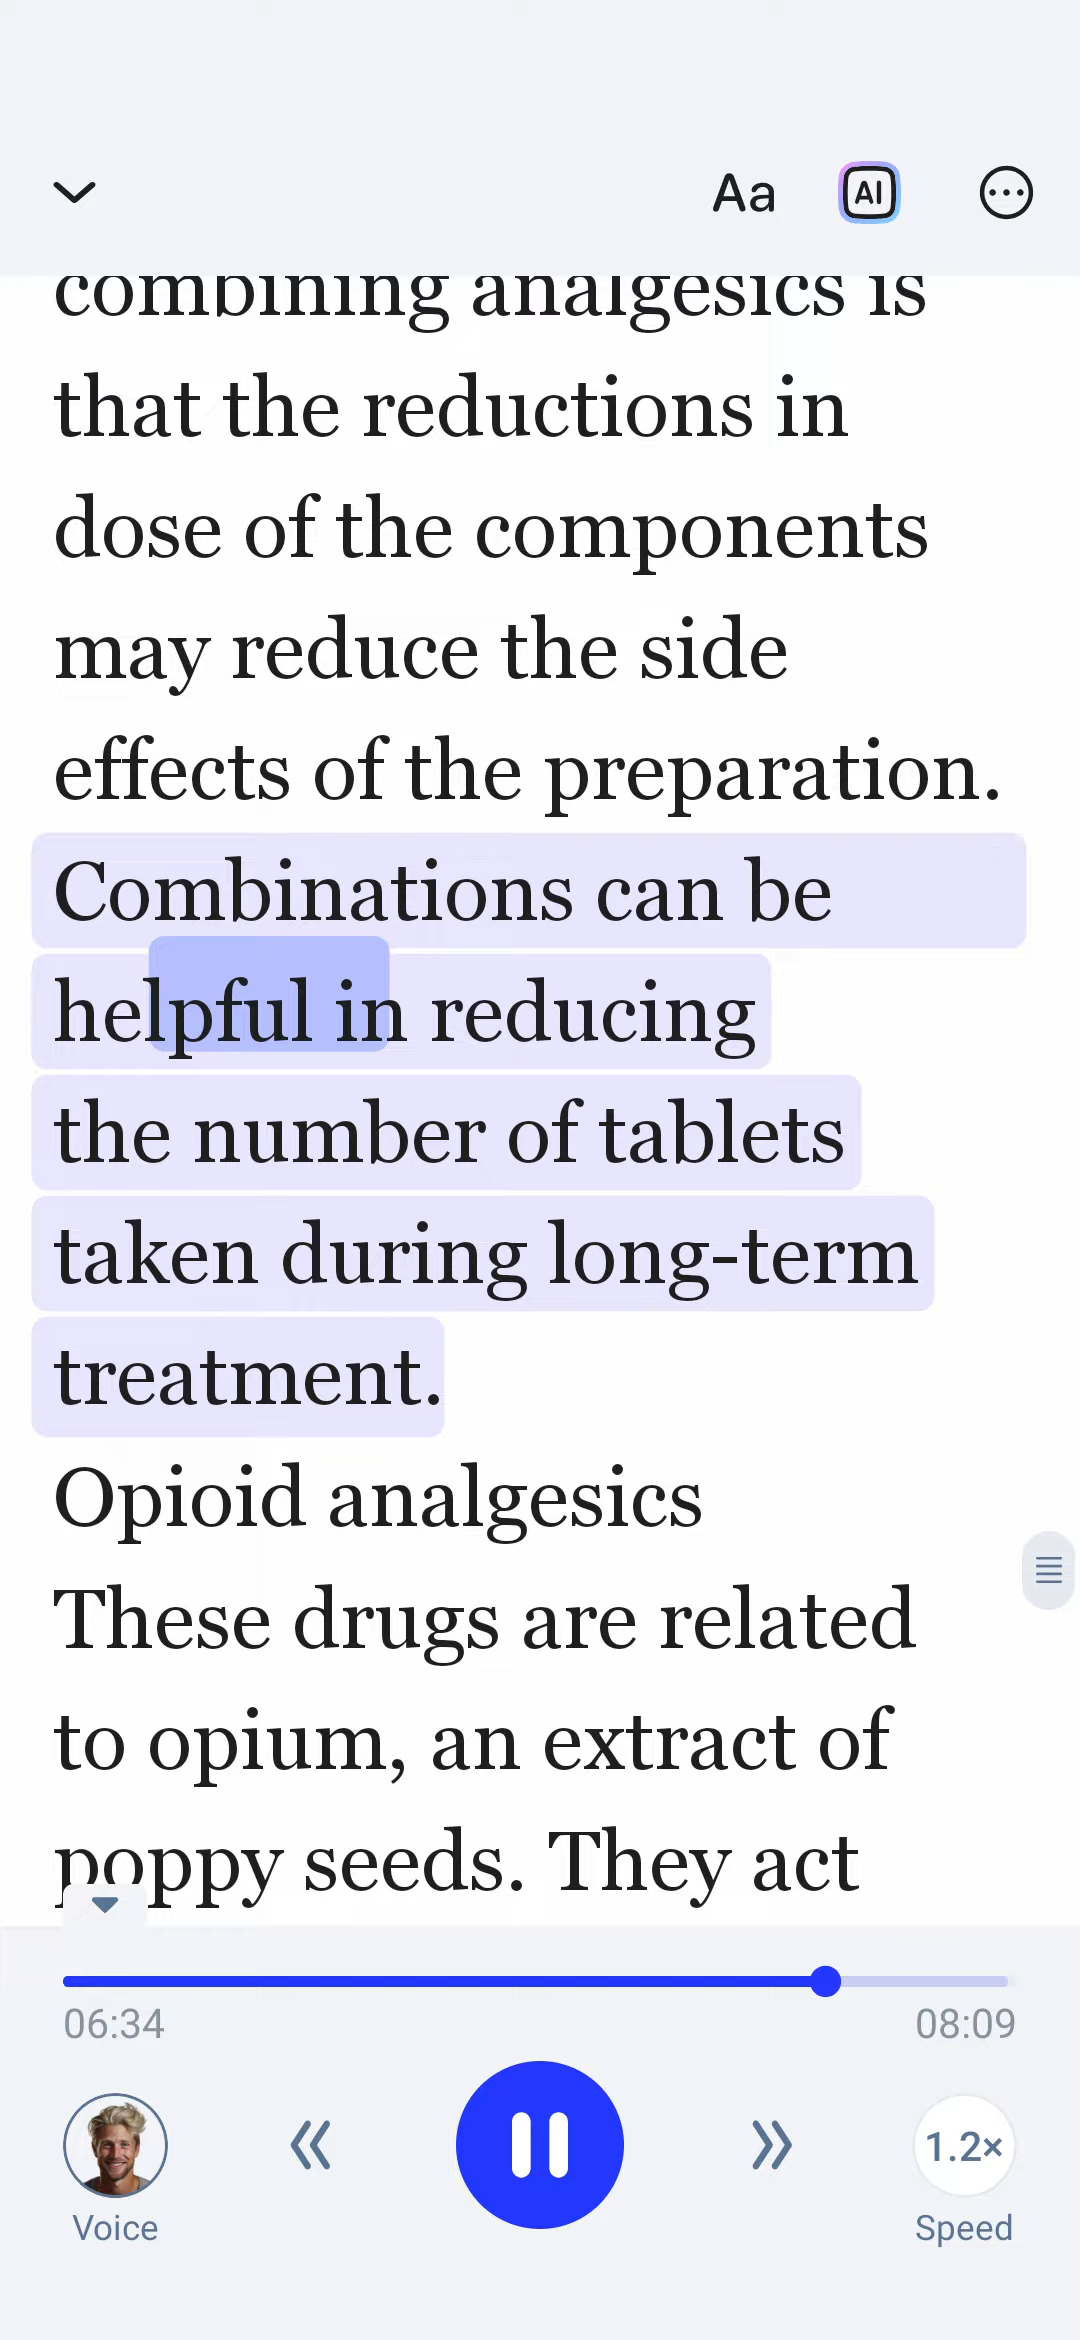 Aa
AI
combining analgesics is
that the reductions in
dose of the components
may reduce the side
effects of the preparation.
Combinations can be
helpful in reducing
the number of tablets
taken during long-term
treatment.
Opioid analgesics
These drugs are related
to opium, an extract of
poppy seeds. They act
06:34
08:09
1.2×
Voice
Speed